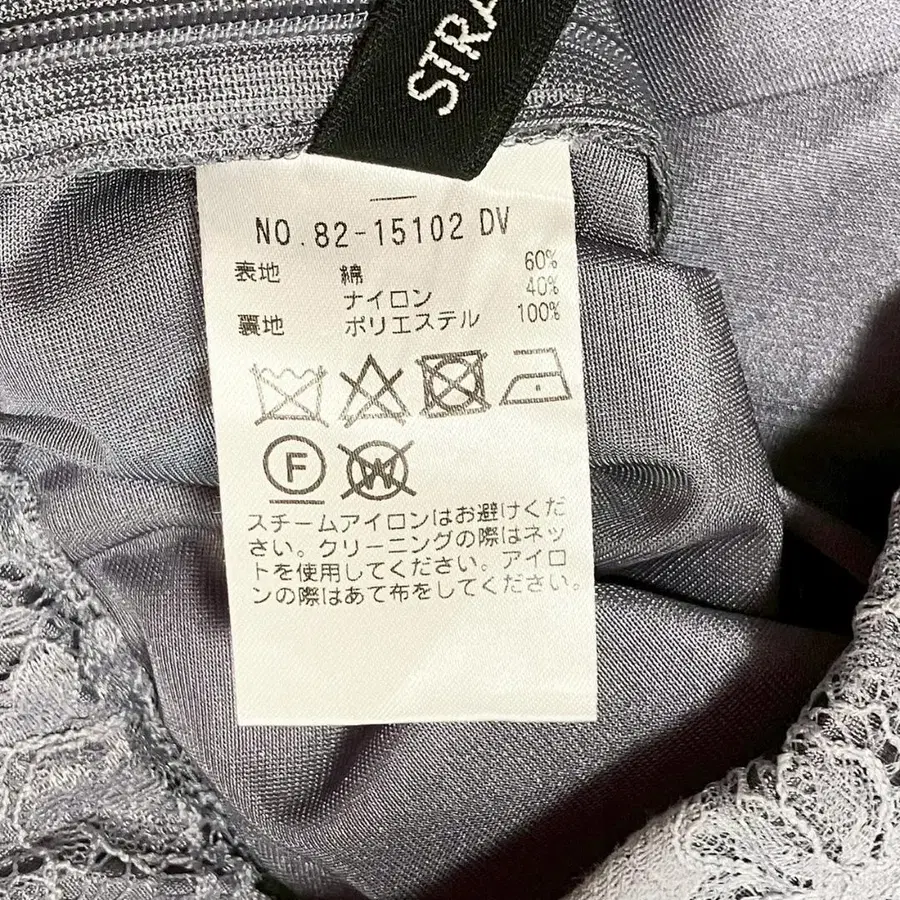 STRA
NO.82-15102 DV
表地 綿 60%
ナイロン 40%
裏地 ポリエステル 100%
F W
スチームアイロンはお避けくだ
さい。クリーニングの際はネッ
トを使用してください。アイロ
ンの際はあて布をしてください。